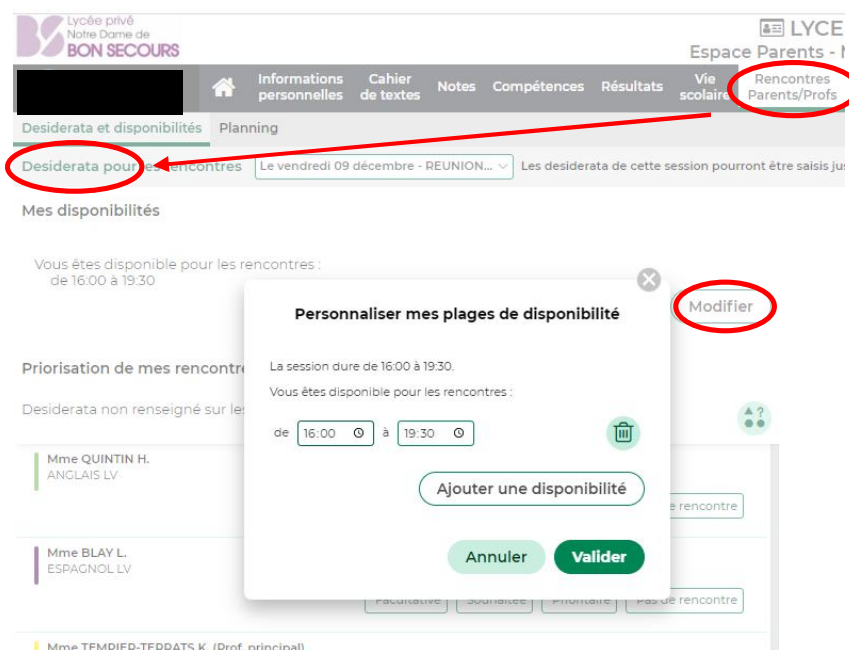 Lycée privé
Notre Dame de
BON SECOURS
LYCE
Espace Parents -
Informations personnelles
Cahier de textes
Notes
Compétences
Résultats
Vie scolaire
Rencontres Parents/Profs
Desiderata et disponibilités
Planning
Desiderata pour les rencontres
Le vendredi 09 décembre - REUNION...
Les desiderata de cette session pourront être saisis jus
Mes disponibilités
Vous êtes disponible pour les rencontres :
de 16:00 à 19:30
Modifier
Personnaliser mes plages de disponibilité
La session dure de 16:00 à 19:30.
Vous êtes disponible pour les rencontres :
de 16:00 à 19:30
Ajouter une disponibilité
Annuler
Valider
Priorisation de mes rencontre
Desiderata non renseigné sur les
Mme QUINTIN H.
ANGLAIS LV
e rencontre
Mme BLAY L.
ESPAGNOL LV
Facultative
Souhaitée
Prioritaire
Pas de rencontre
Mme TEMPIER-TERRATS K. (Prof. principal)